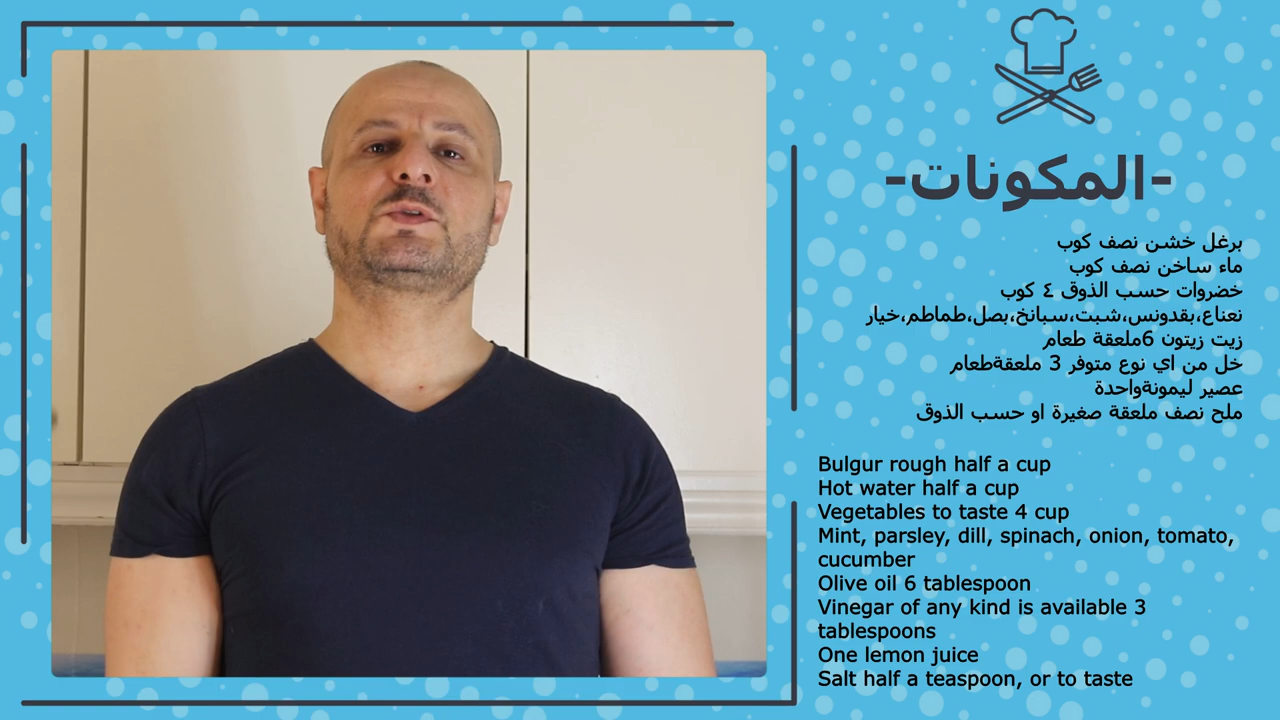 -المكونات-
برغل خشن نصف كوب
ماء ساخن نصف كوب
خضروات حسب الذوق ٤ كوب
نعناع،بقدونس،شبت،سبانخ،بصل،طماطم،خيار
زيت زيتون 6ملعقة طعام
خل من اي نوع متوفر 3 ملعقةطعام
عصير ليمونةواحدة
ملح نصف ملعقة صغيرة او حسب الذوق
Bulgur rough half a cup
Hot water half a cup
Vegetables to taste 4 cup
Mint, parsley, dill, spinach, onion, tomato,
cucumber
Olive oil 6 tablespoon
Vinegar of any kind is available 3
tablespoons
One lemon juice
Salt half a teaspoon, or to taste